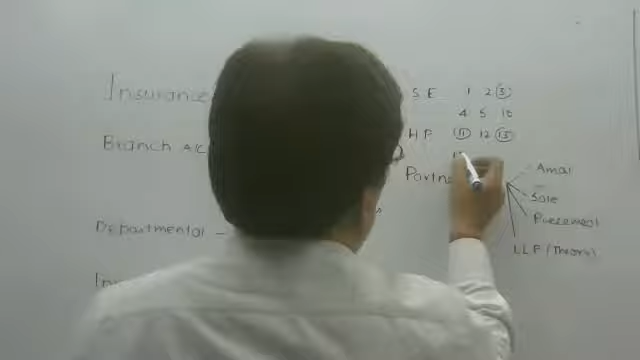 Insurance
Branch A/C
Departmental -
S E 1 2 3
4 5 10
H P 11 12 13
Partn
Amal
Sale
Piecemeal
LLP (Theory)